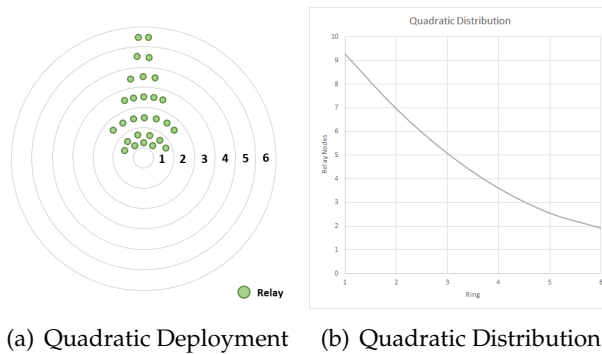 1 2 3 4 5 6
Relay
(a) Quadratic Deployment
Quadratic Distribution
Relay Nodes
10
9
8
7
6
5
4
3
2
1
0
1 2 3 4 5 6
Ring
(b) Quadratic Distribution